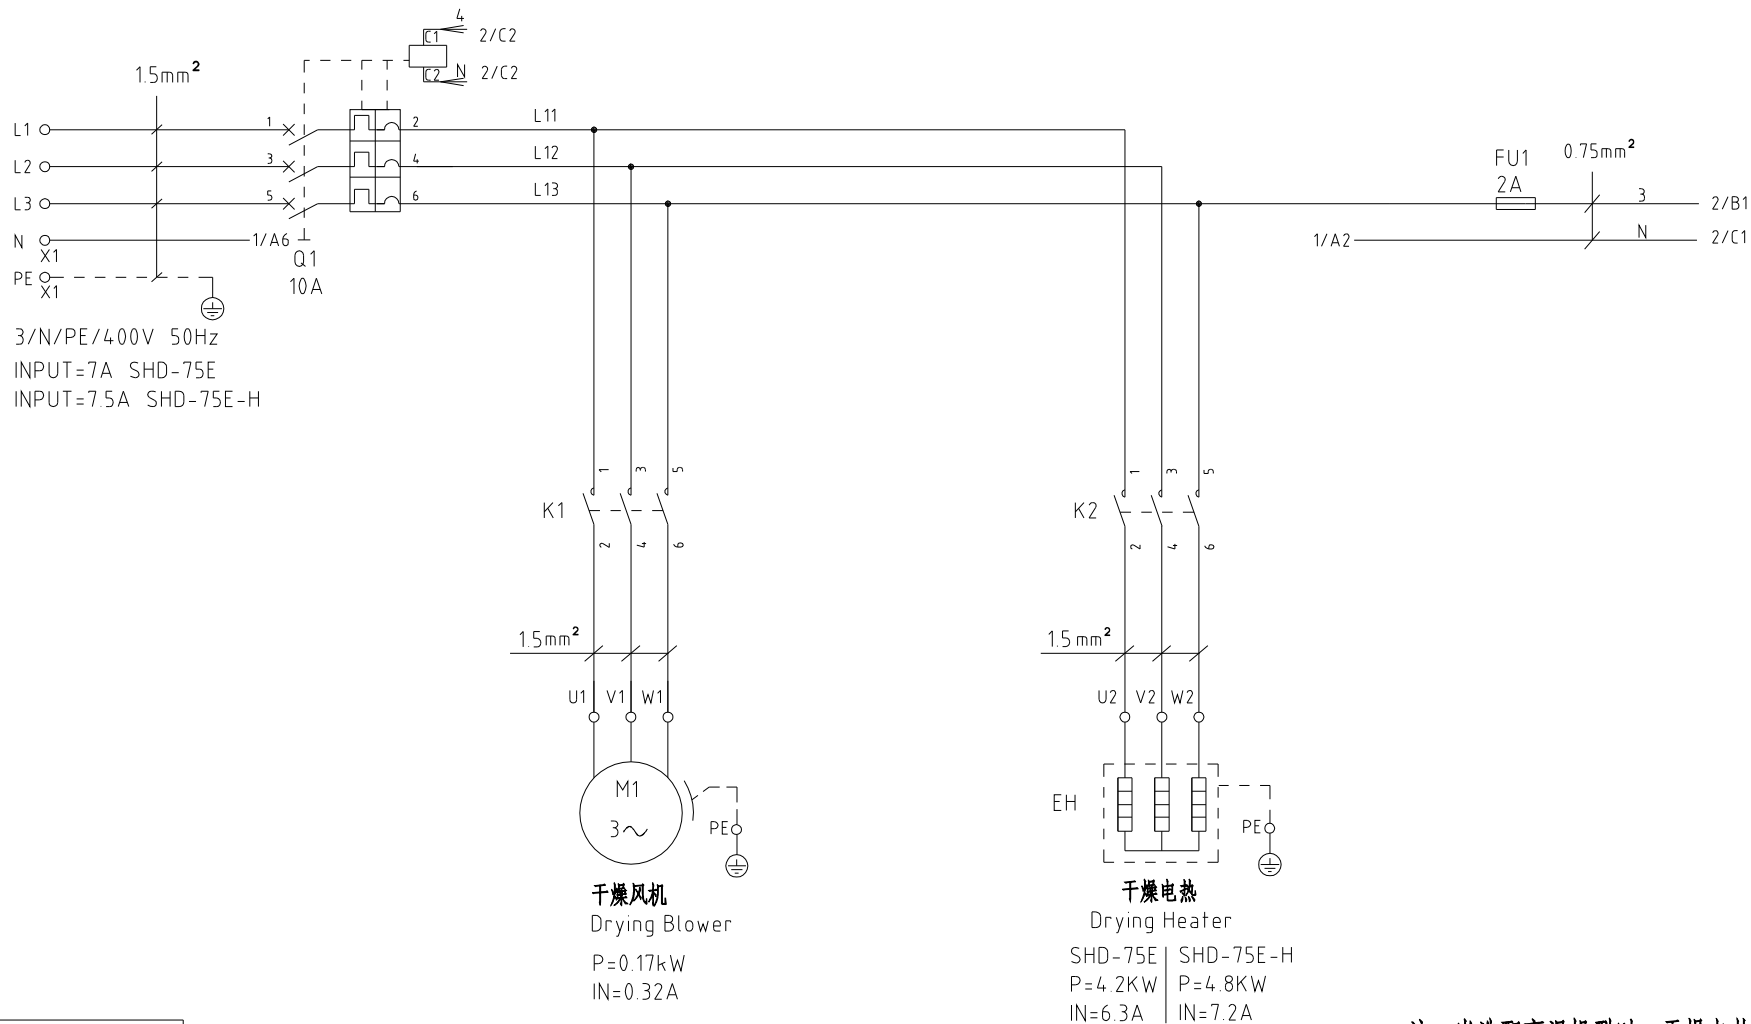 4
C1 2/C2
C2 N 2/C2
1.5mm²
L1 1 2 L11
L2 3 4 L12
L3 5 6 L13
N X1 1/A6
PE X1
Q1
10A
FU1
2A
0.75mm²
3 2/B1
1/A2 N 2/C1
3/N/PE/400V 50Hz
INPUT=7A SHD-75E
INPUT=7.5A SHD-75E-H
1 3 5
K1
2 4 6
1 3 5
K2
2 4 6
1.5mm²
1.5mm²
U1 V1 W1
U2 V2 W2
M1
3~
PE
EH
PE
干燥风机
Drying Blower
P=0.17kW
IN=0.32A
干燥电热
Drying Heater
SHD-75E SHD-75E-H
P=4.2KW P=4.8KW
IN=6.3A IN=7.2A